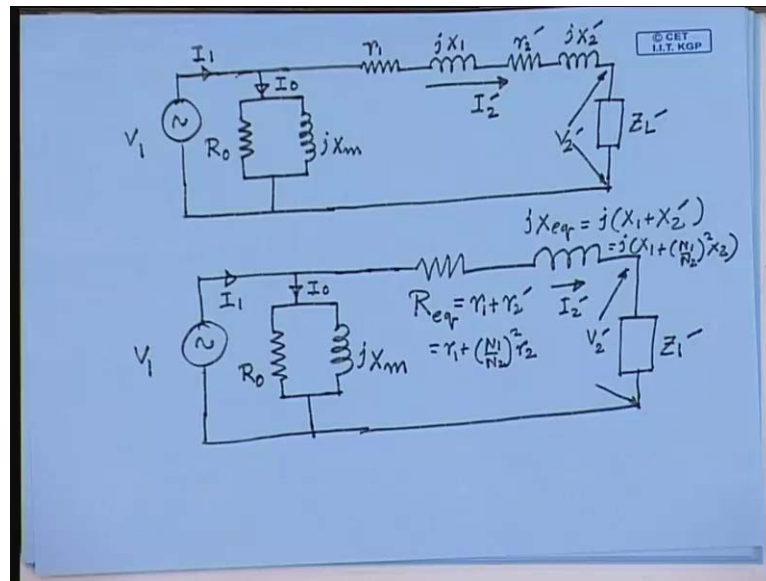 © CET
I.I.T. KGP
I₁
I₀
r₁
jx₁
r₂′
jx₂′
I₂′
V₁
R₀
jXm
V₂′
ZL′
jXeq = j(X₁+X₂′)
=j(X₁+(N₁/N₂)²X₂)
I₁
I₀
Req = r₁+r₂′
= r₁+(N₁/N₂)²r₂
I₂′
V₁
R₀
jXm
V₂′
Z₁′